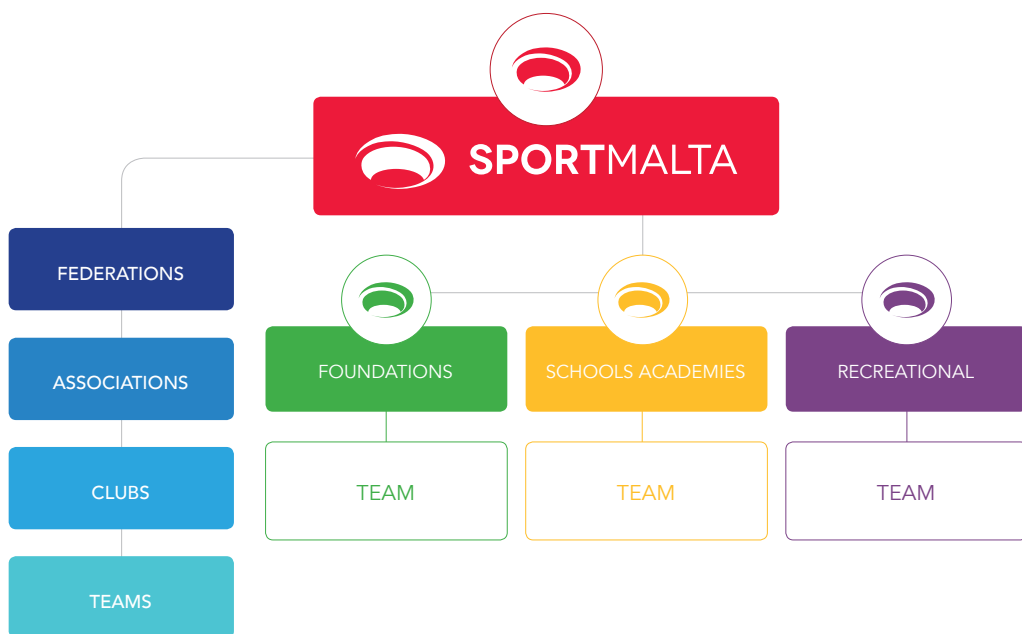 SPORTMALTA
FEDERATIONS
ASSOCIATIONS
CLUBS
TEAMS
FOUNDATIONS
SCHOOLS ACADEMIES
RECREATIONAL
TEAM
TEAM
TEAM